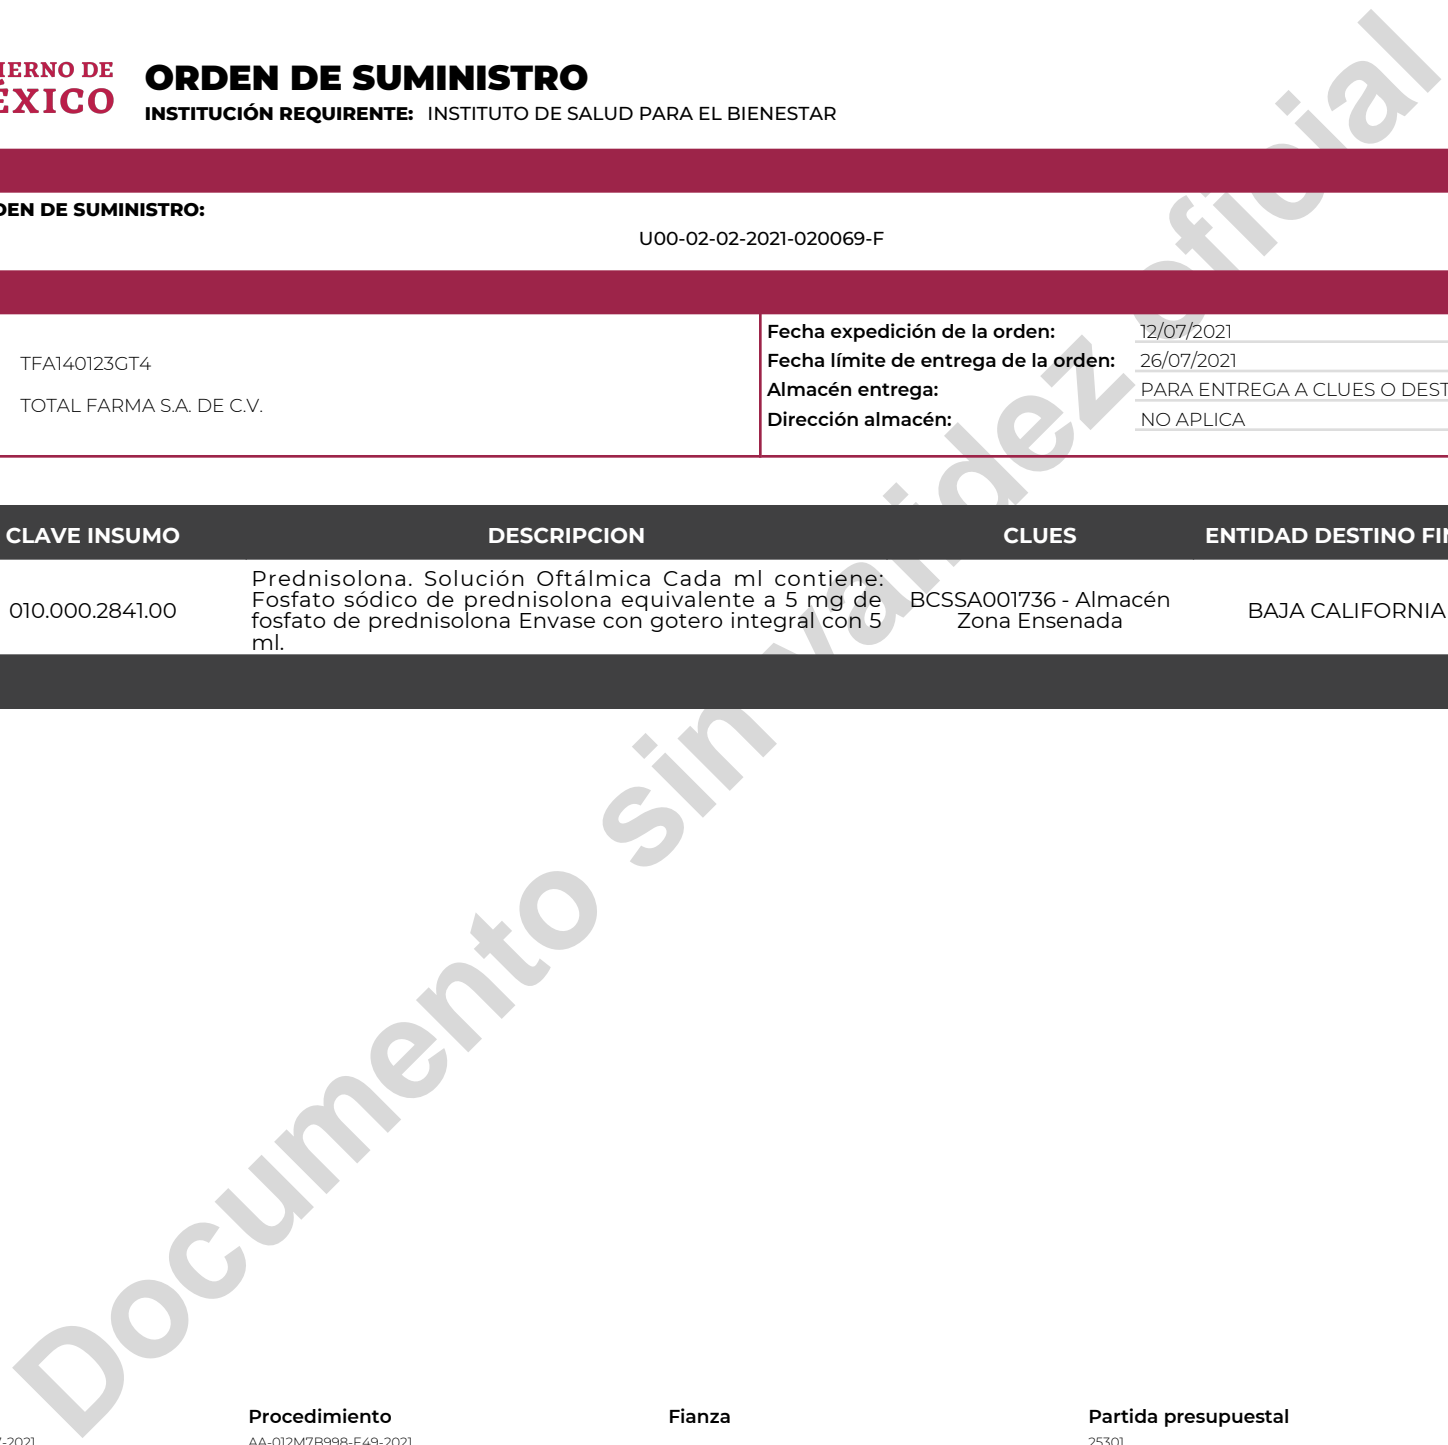 ORDEN DE SUMINISTRO
DE
INSTITUCIÓN REQUIRENTE: INSTITUTO DE SALUD PARA EL BIENESTAR
DE SUMINISTRO:
U00-02-02-2021-020069-F
TFA140123GT4
TOTAL FARMA S.A. DE C.V.
Fecha expedición de la orden: 12/07/2021
Fecha límite de entrega de la orden: 26/07/2021
Almacén entrega: PARA ENTREGA A CLUES O
Dirección almacén: NO APLICA
CLAVE INSUMO DESCRIPCION CLUES ENTIDAD DESTINO
010.000.2841.00
Prednisolona. Solución Oftálmica Cada ml contiene:
Fosfato sódico de prednisolona equivalente a 5 mg de
fosfato de prednisolona Envase con gotero integral con 5
ml.
BCSSA001736 - Almacén
Zona Ensenada
BAJA CALIFORNIA
Documento sin validez oficial
Procedimiento Fianza Partida presupuestal
AA-012M7B998-E49-2021 25301